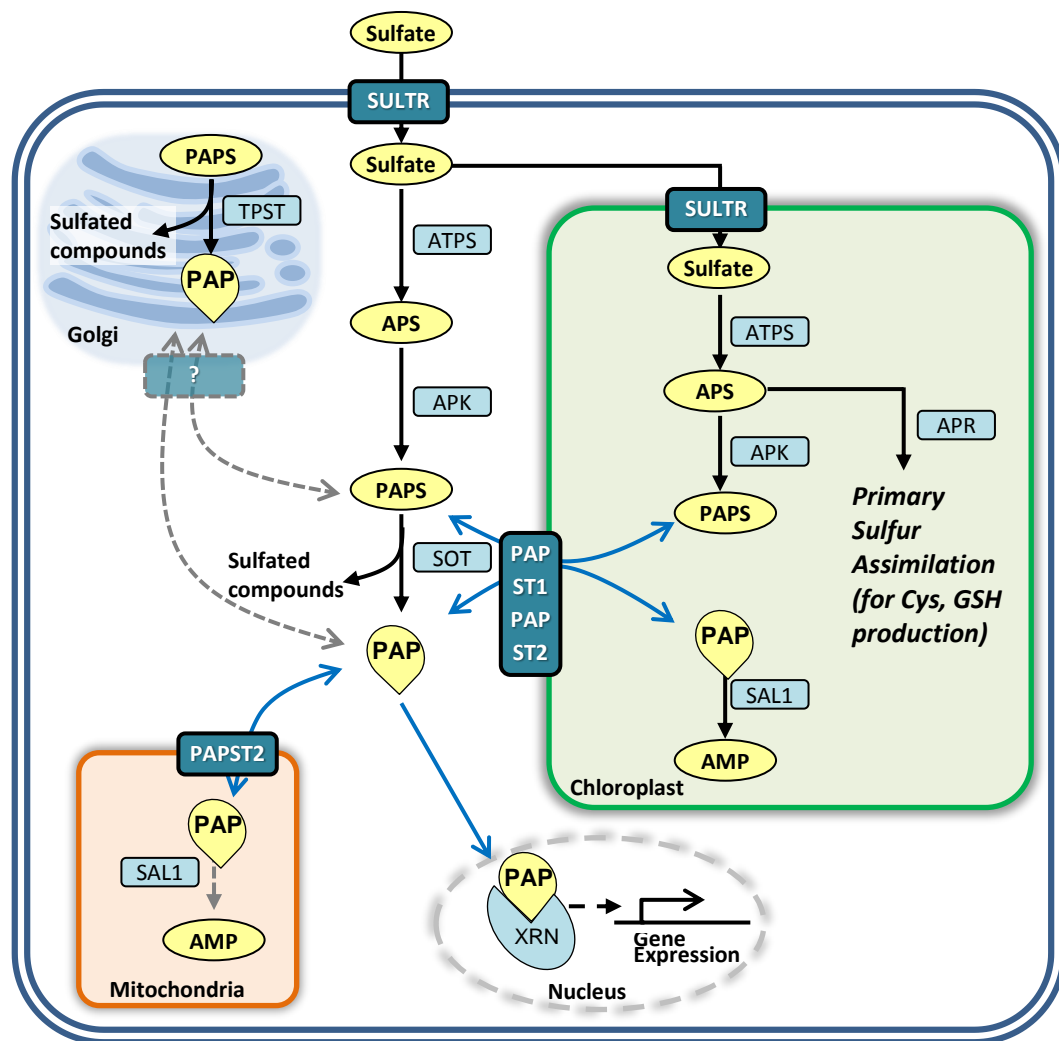 Sulfate
SULTR
Sulfate
PAPS
TPST
Sulfated
compounds
PAP
Golgi
?
ATPS
APS
APK
PAPS
SOT
Sulfated
compounds
PAP
SULTR
Sulfate
ATPS
APS
APR
APK
PAPS
Primary
Sulfur
Assimilation
(for Cys, GSH
production)
PAP
ST1
PAP
ST2
PAP
SAL1
AMP
Chloroplast
PAPST2
PAP
SAL1
AMP
Mitochondria
PAP
XRN
Gene
Expression
Nucleus